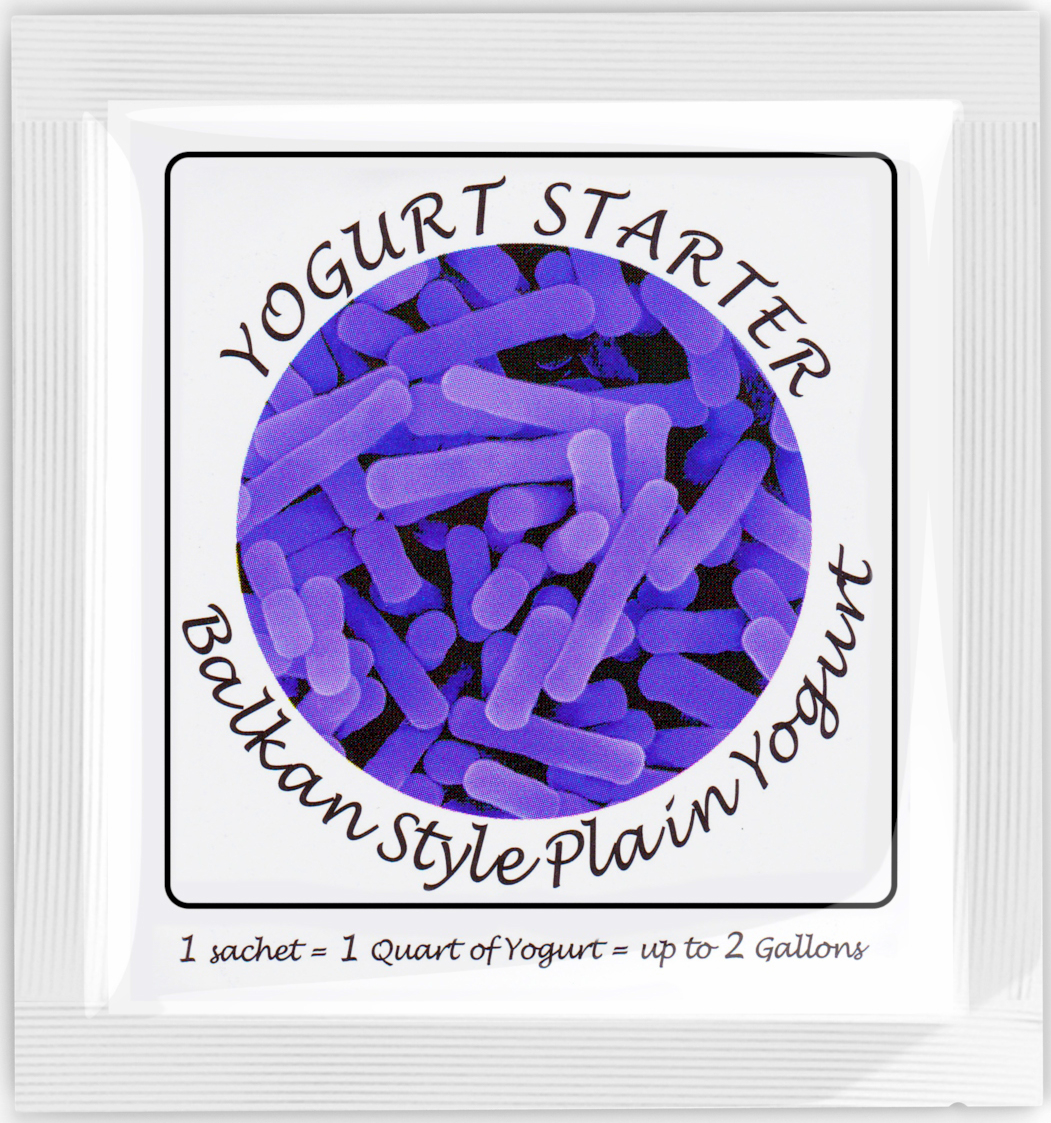 YOGURT STARTER
Balkan Style Plain Yogurt
1 sachet = 1 Quart of Yogurt = up to 2 Gallons